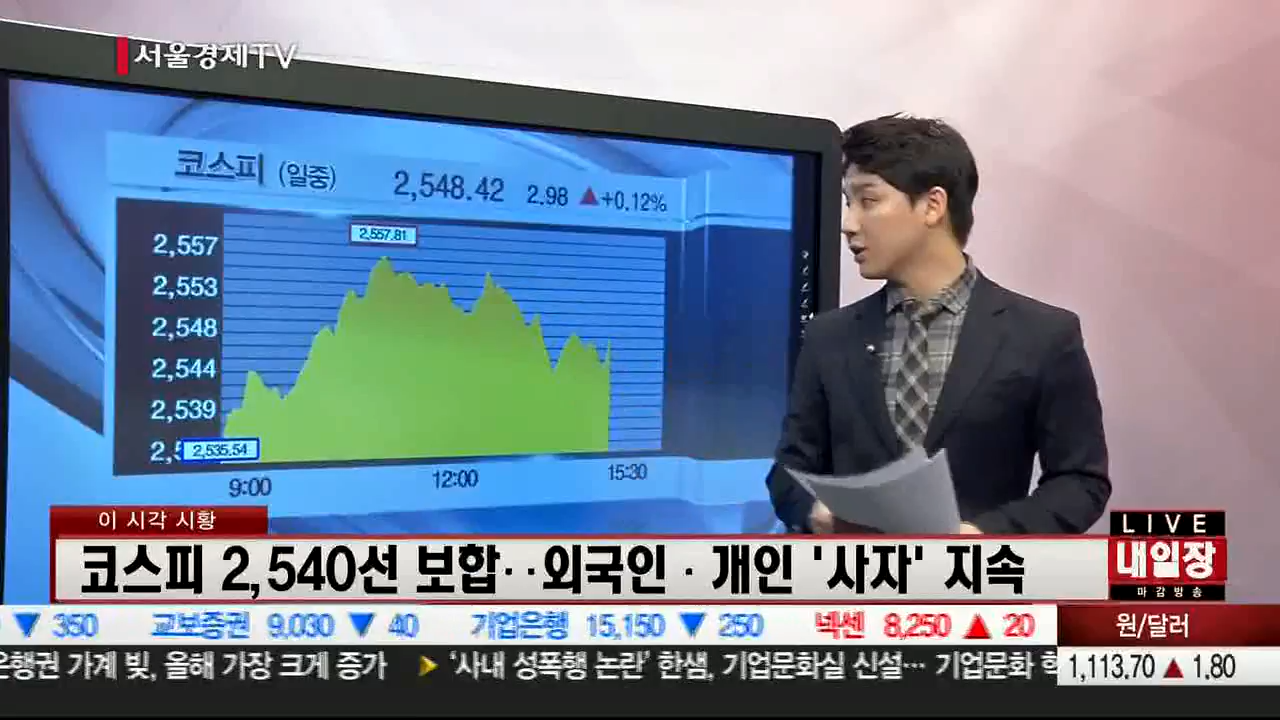 서울경제TV
코스피 (일중) 2,548.42 2.98 ▲+0.12%
2,557.81
2,557
2,553
2,548
2,544
2,539
2,535.54
9:00 12:00 15:30
이 시각 시황
코스피 2,540선 보합‥외국인·개인 '사자' 지속
LIVE
내일장
마감방송
▼ 350 교보증권 9,030 ▼ 40 기업은행 15,150 ▼ 250 넥센 8,250 ▲ 20
원/달러
은행권 가계 빚, 올해 가장 크게 증가 ▶ ‘사내 성폭행 논란’ 한샘, 기업문화실 신설… 기업문화
1,113.70 ▲ 1.80